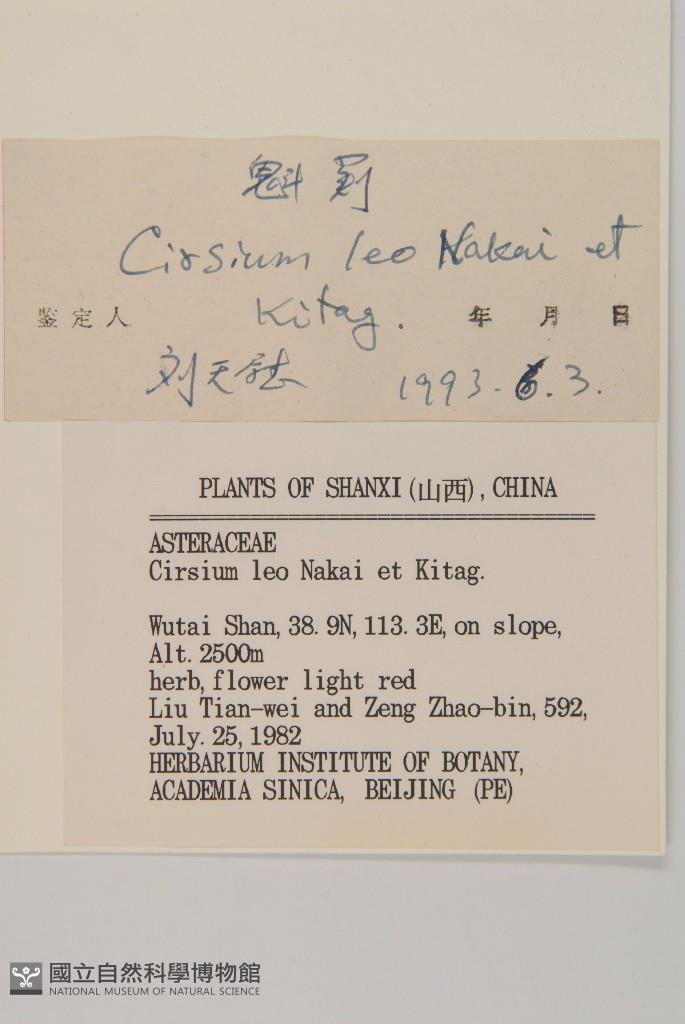 魁蓟
Cirsium leo Nakai et
Kitag.
鉴定人 年 月 日
刘天慰 1993.6.3.
PLANTS OF SHANXI (山西), CHINA
ASTERACEAE
Cirsium leo Nakai et Kitag.
Wutai Shan, 38.9N, 113.3E, on slope,
Alt. 2500m
herb, flower light red
Liu Tian-wei and Zeng Zhao-bin, 592,
July. 25, 1982
HERBARIUM INSTITUTE OF BOTANY,
ACADEMIA SINICA, BEIJING (PE)
國立自然科學博物館
NATIONAL MUSEUM OF NATURAL SCIENCE